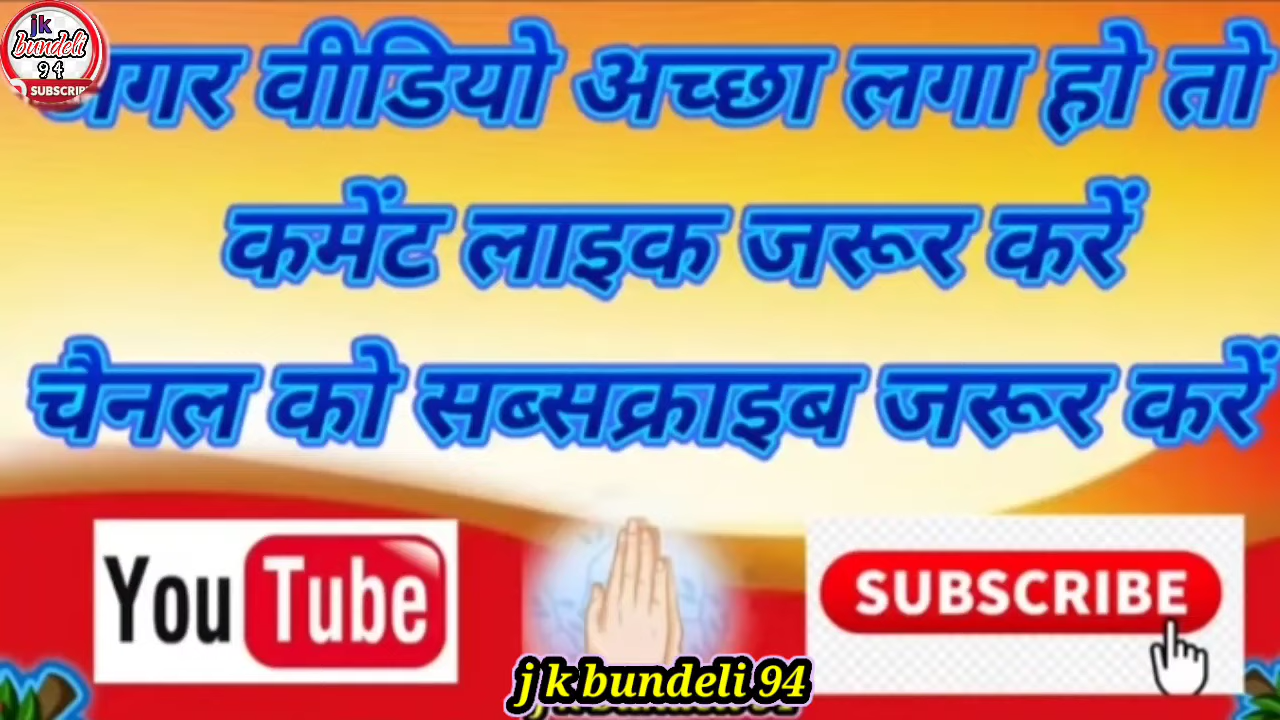 jk
bundeli
94
SUBSCRIB
अगर वीडियो अच्छा लगा हो तो
कमेंट लाइक जरूर करें
चैनल को सब्सक्राइब जरूर करें
YouTube
SUBSCRIBE
j k bundeli 94